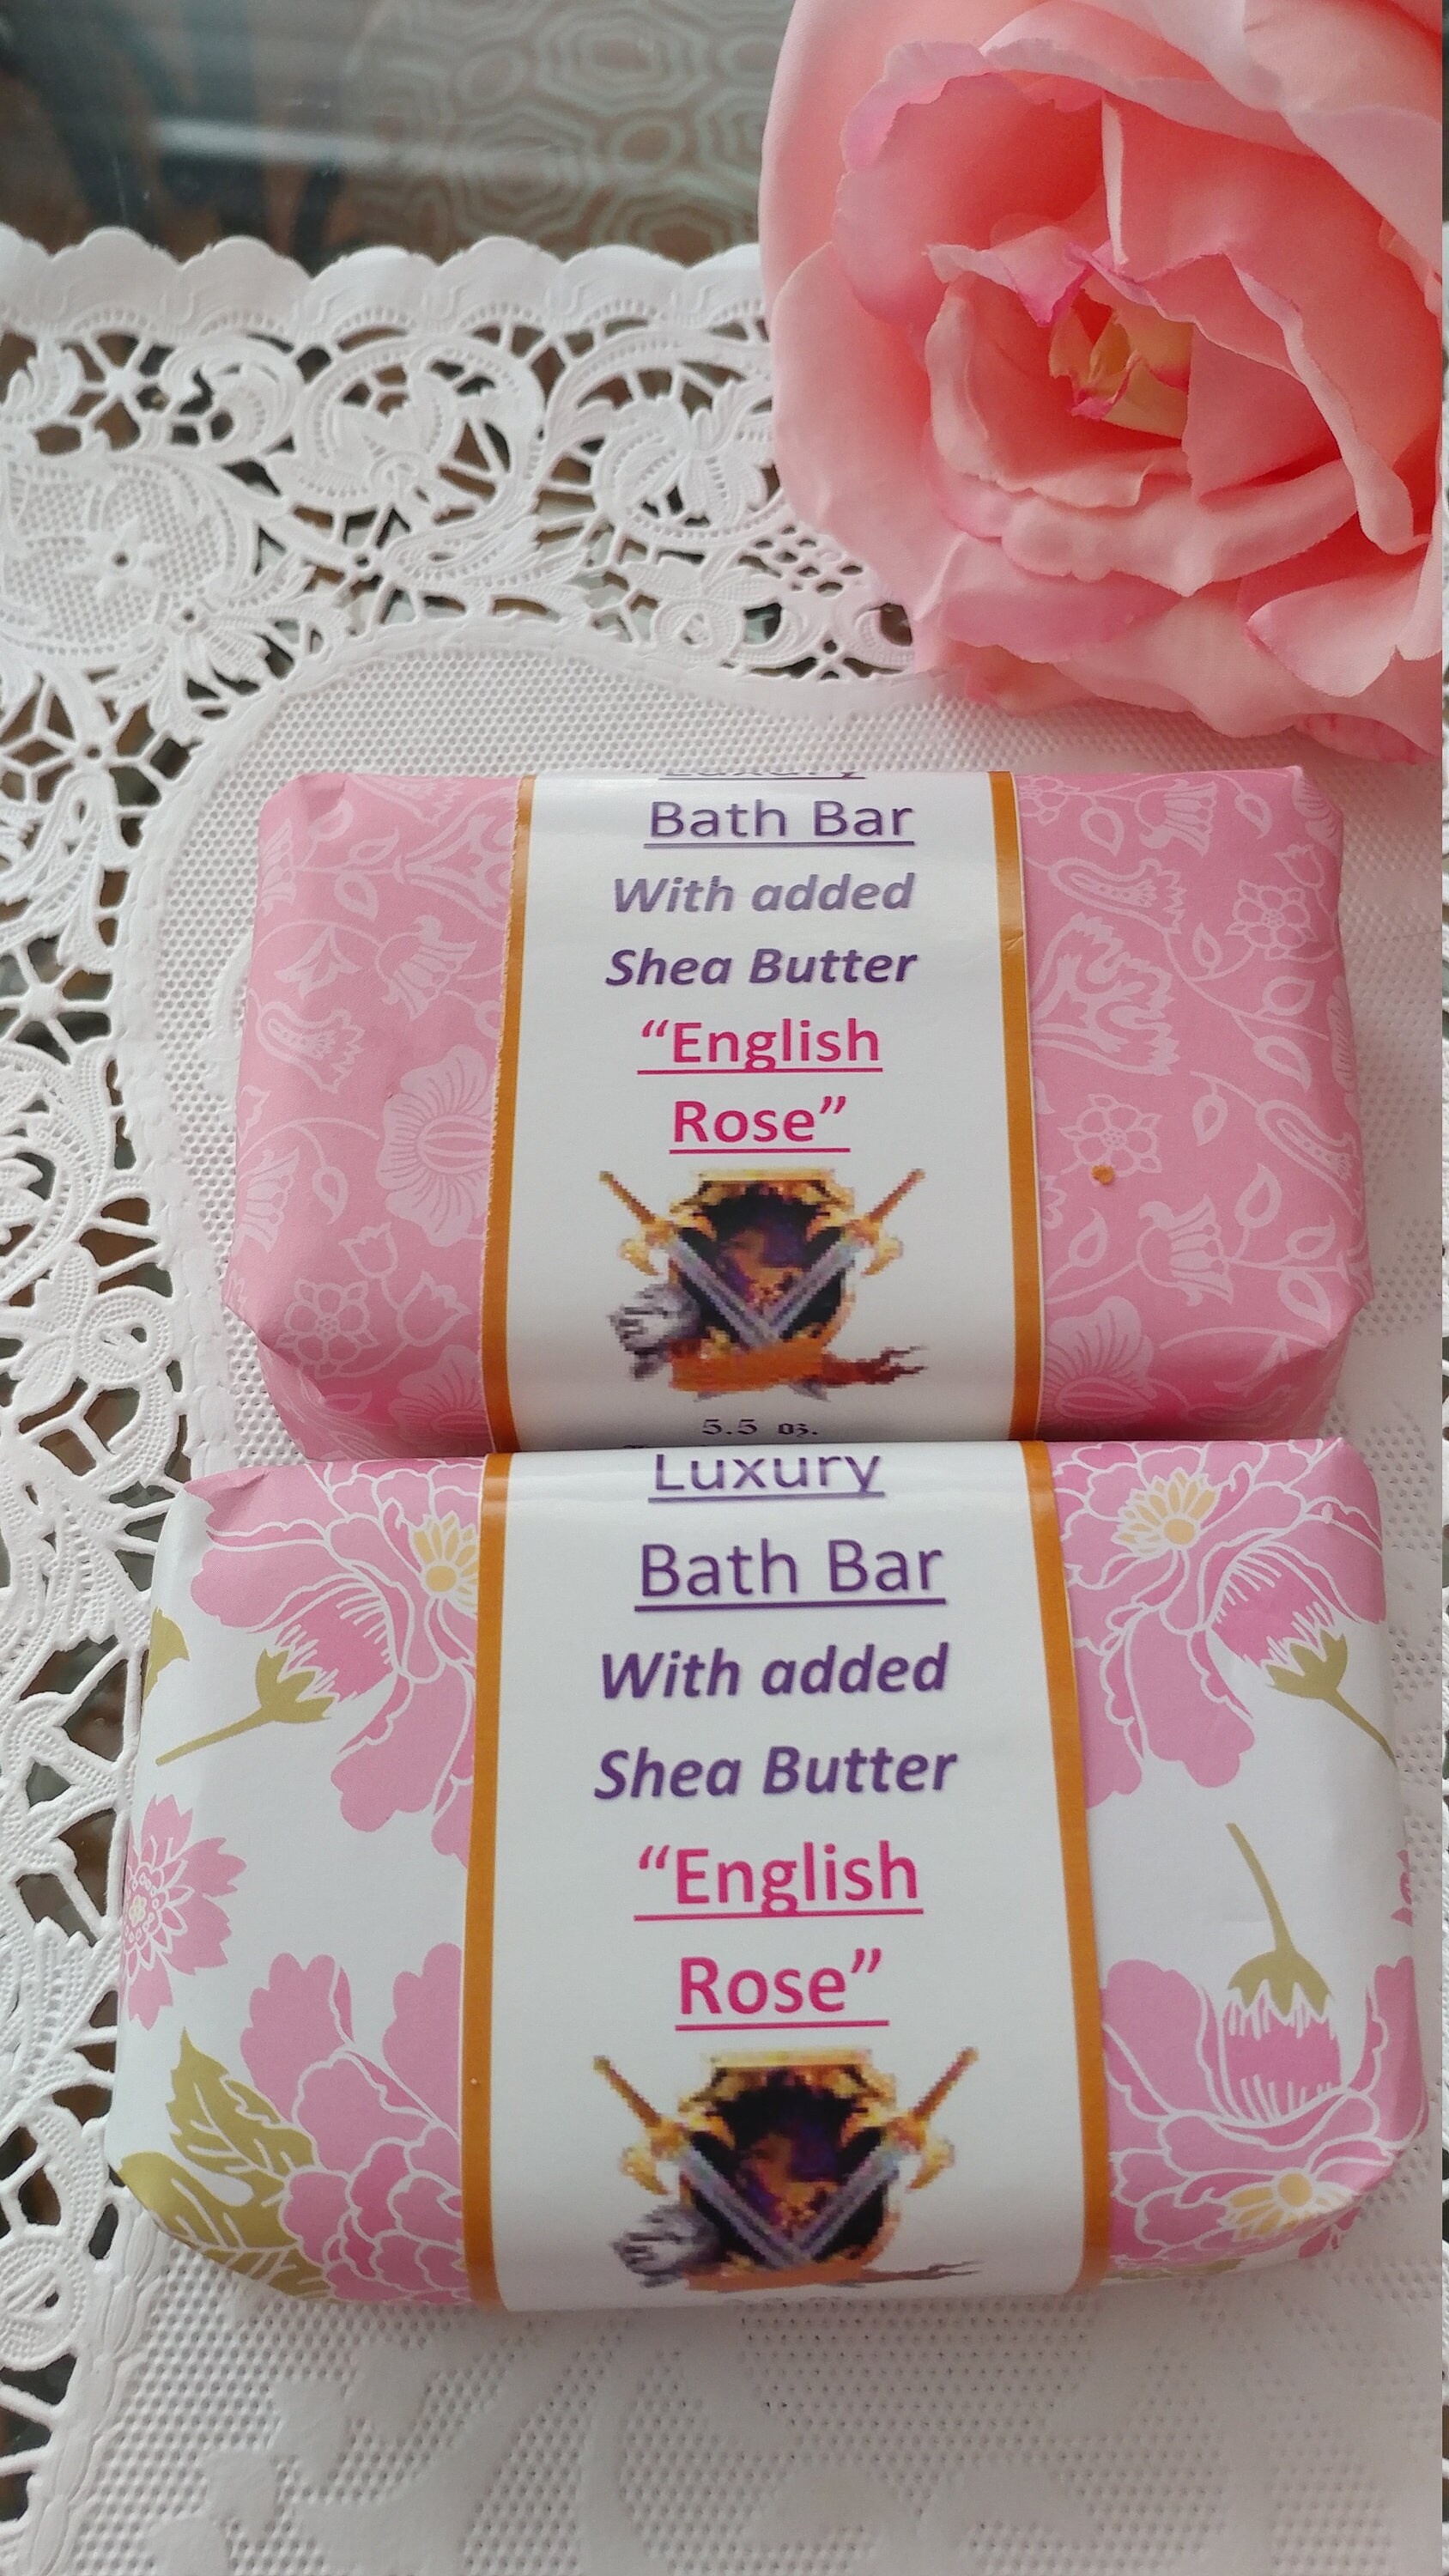 Luxury
Bath Bar
With added
Shea Butter
“English
Rose”
5.5 oz.
Luxury
Bath Bar
With added
Shea Butter
“English
Rose”